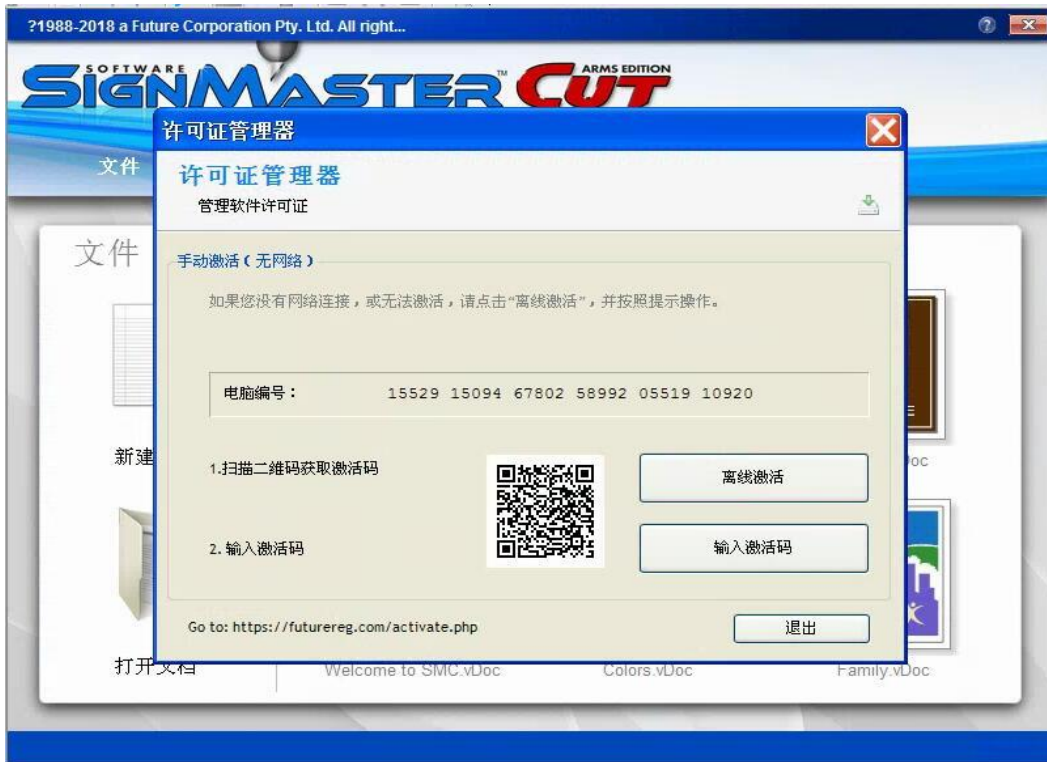 ?1988-2018 a Future Corporation Pty. Ltd. All right...
SOFTWARE
SIGNMASTER™ CUT
ARMS EDITION
许可证管理器
文件
许可证管理器
管理软件许可证
文件
手动激活（无网络）
如果您没有网络连接，或无法激活，请点击“离线激活”，并按照提示操作。
电脑编号： 15529 15094 67802 58992 05519 10920
新建
1.扫描二维码获取激活码
离线激活
oc
2. 输入激活码
输入激活码
Go to: https://futurereg.com/activate.php
退出
打开文档
Welcome to SMC.vDoc
Colors.vDoc
Family.vDoc